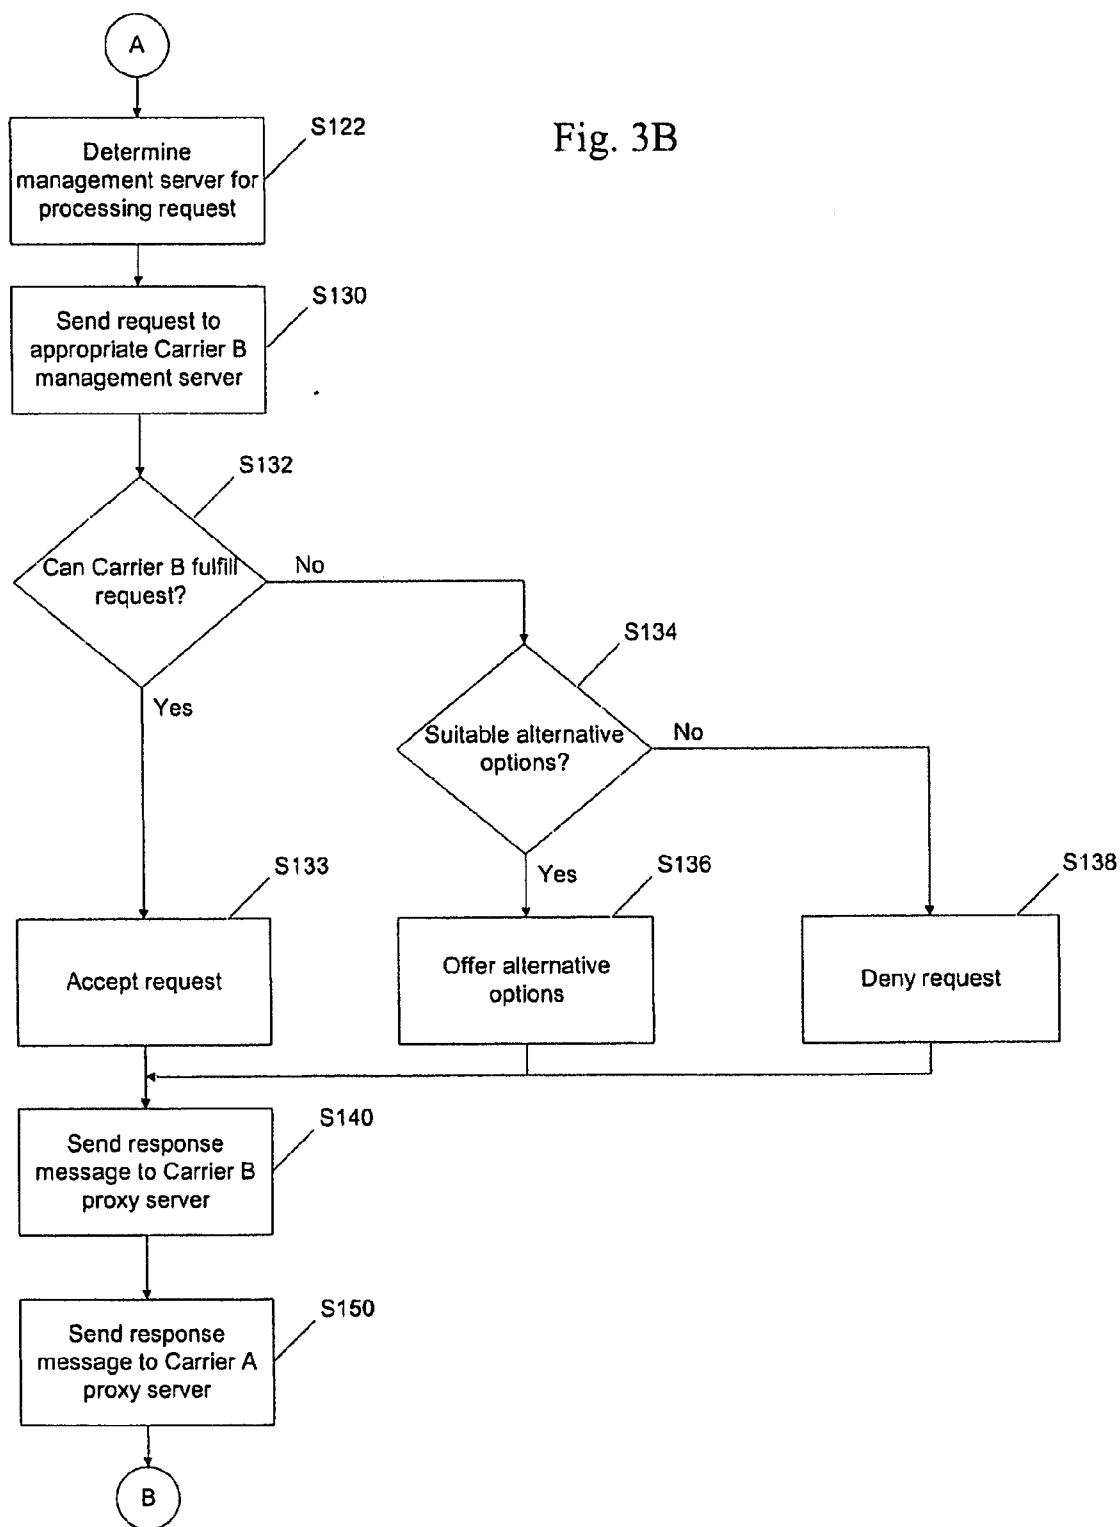 A
Fig. 3B
S122
Determine
management server for
processing request
S130
Send request to
appropriate Carrier B
management server
S132
Can Carrier B fulfill
request?
No
Yes
S134
Suitable alternative
options?
No
Yes
S133
Accept request
S136
Offer alternative
options
S138
Deny request
S140
Send response
message to Carrier B
proxy server
S150
Send response
message to Carrier A
proxy server
B